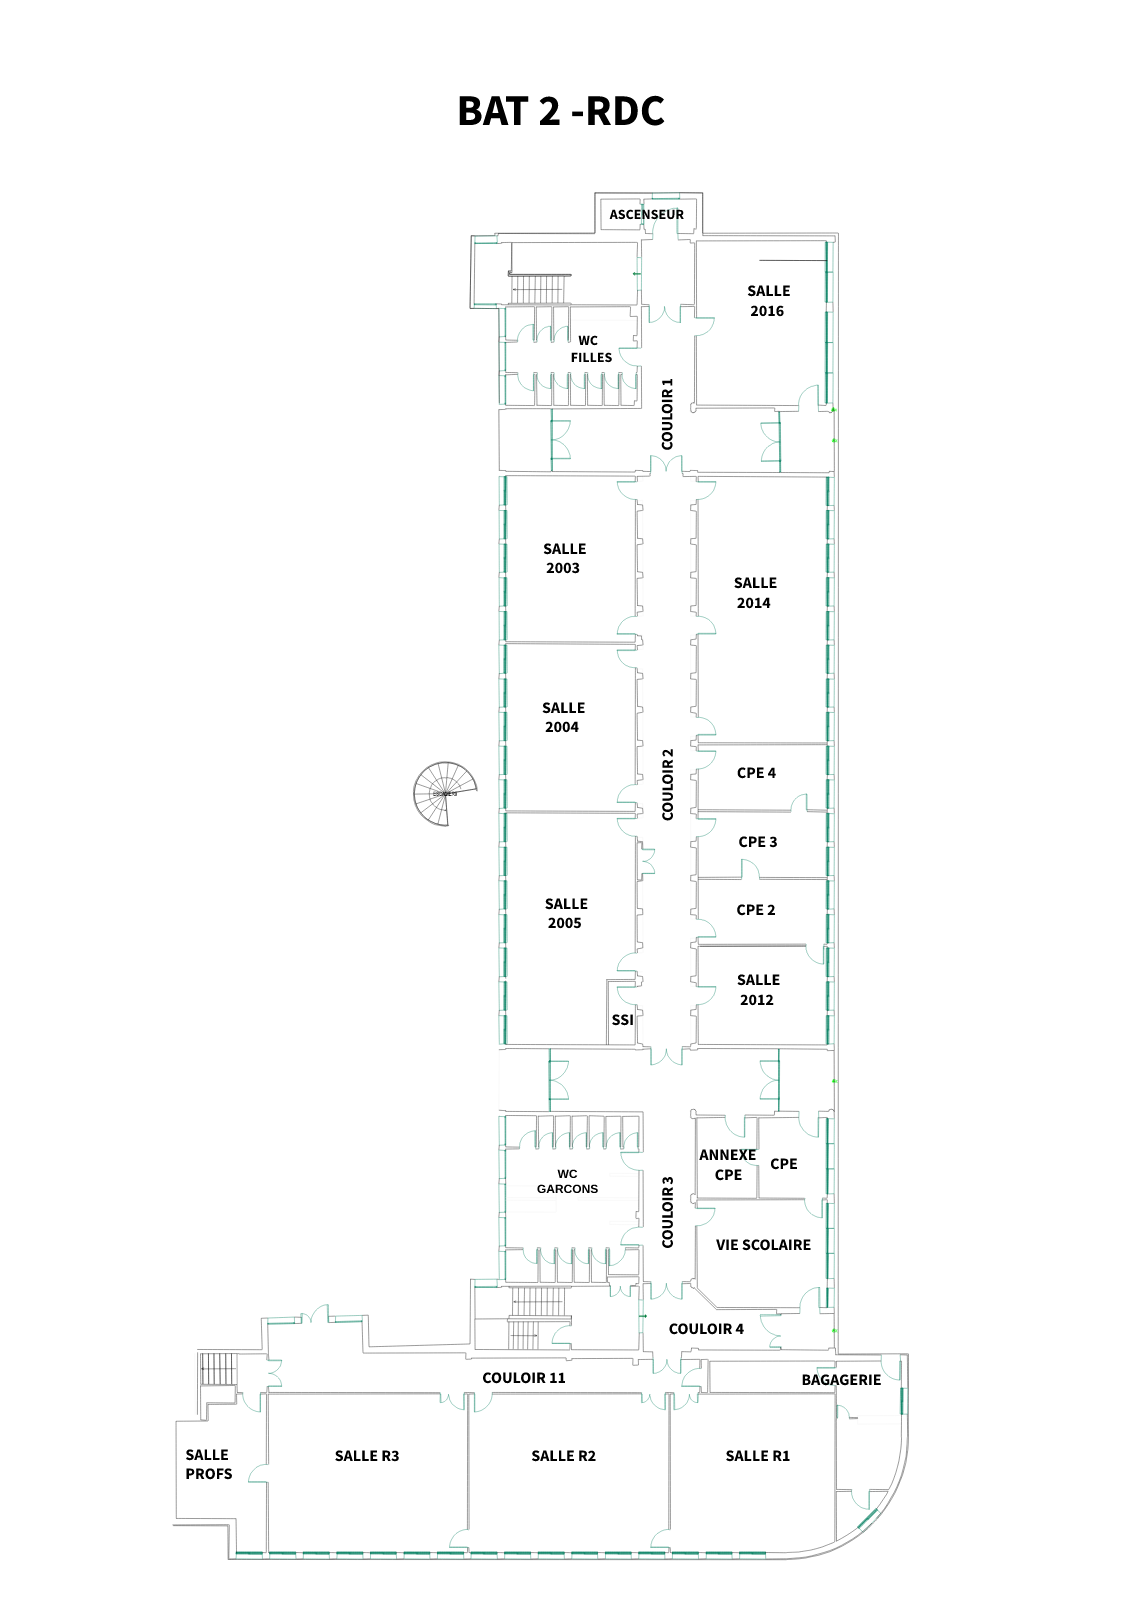 BAT 2 -RDC
ASCENSEUR
SALLE
2016
WC
FILLES
COULOIR 1
SALLE
2003
SALLE
2014
SALLE
2004
COULOIR 2
CPE 4
CPE 3
SALLE
2005
CPE 2
SALLE
2012
SSI
ANNEXE
CPE
CPE
WC
GARCONS
COULOIR 3
VIE SCOLAIRE
COULOIR 4
COULOIR 11
BAGAGERIE
SALLE
PROFS
SALLE R3
SALLE R2
SALLE R1